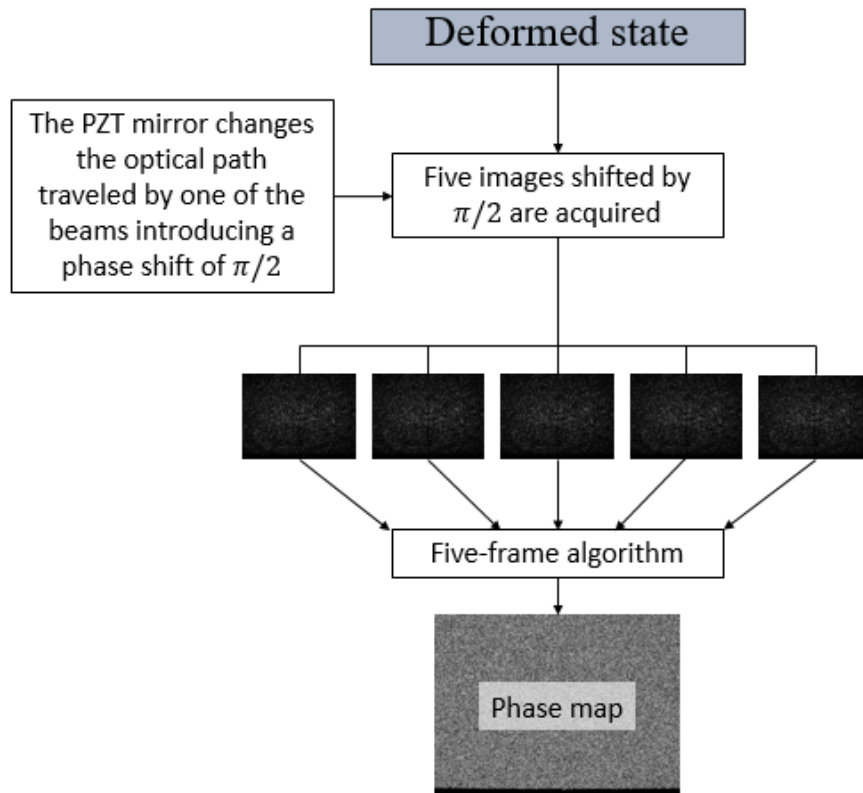 Deformed state
The PZT mirror changes
the optical path
traveled by one of the
beams introducing a
phase shift of π/2
Five images shifted by
π/2 are acquired
Five-frame algorithm
Phase map